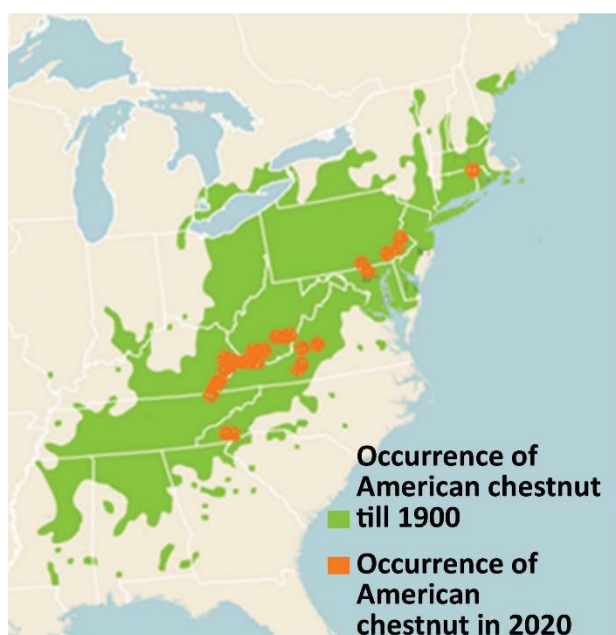 Occurrence of
American chestnut
till 1900
Occurrence of
American
chestnut in 2020